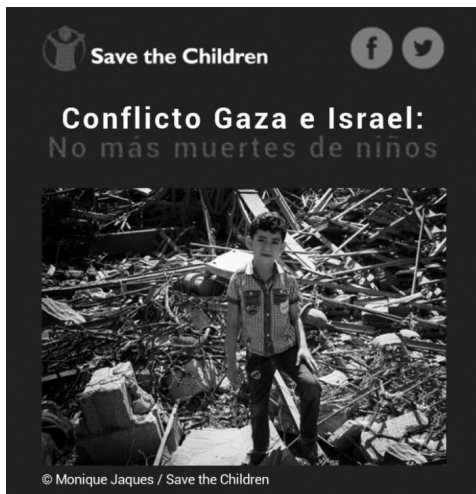 Save the Children
Conflicto Gaza e Israel:
No más muertes de niños
© Monique Jaques / Save the Children